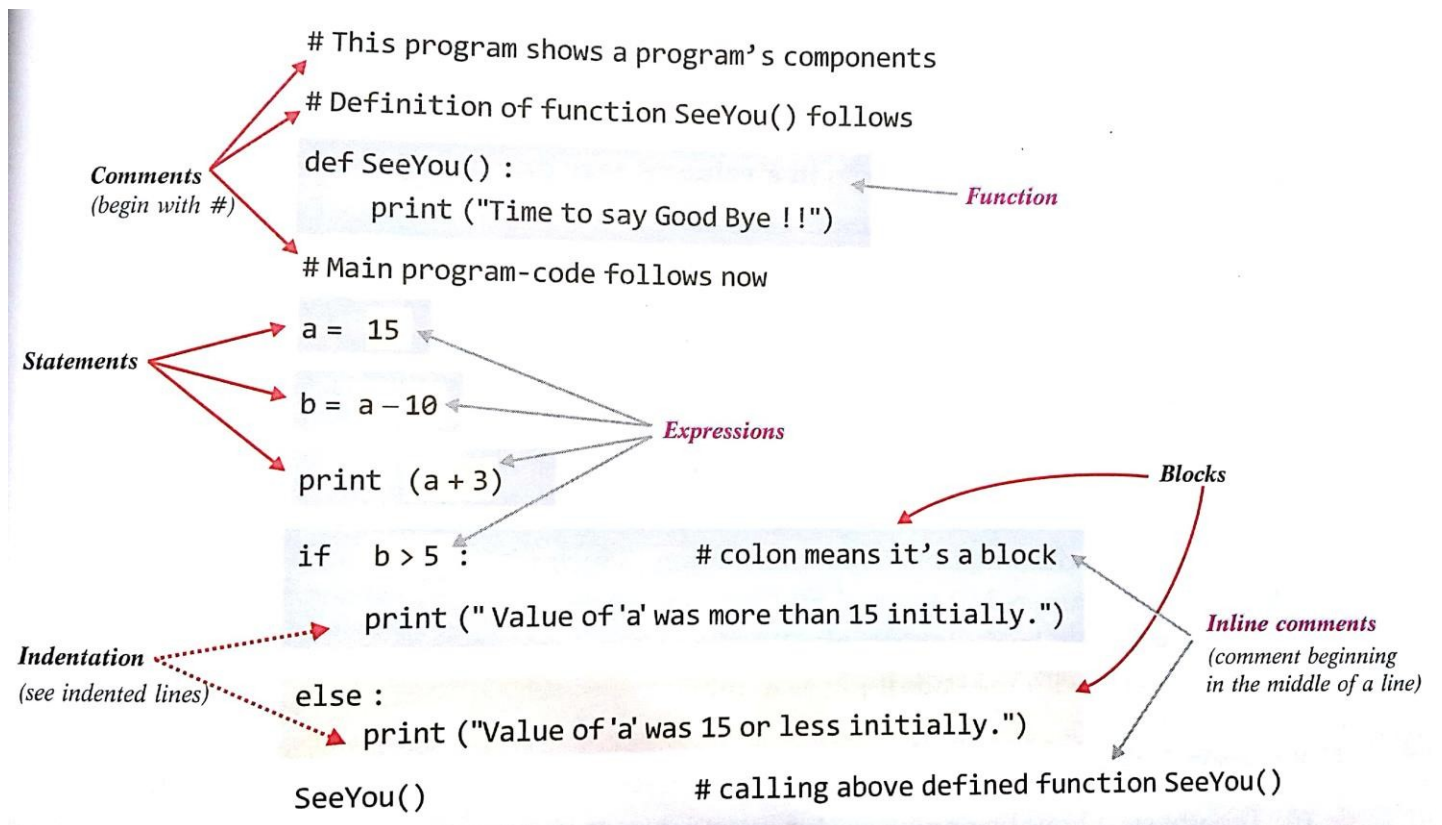 # This program shows a program's components
# Definition of function SeeYou() follows
def SeeYou() :
Comments
(begin with #)
print ("Time to say Good Bye !!")
Function
# Main program-code follows now
a = 15
Statements
b = a – 10
Expressions
print (a + 3)
Blocks
if b > 5 : # colon means it's a block
print (" Value of 'a' was more than 15 initially.")
Inline comments
(comment beginning
in the middle of a line)
Indentation
(see indented lines)
else :
print ("Value of 'a' was 15 or less initially.")
SeeYou() # calling above defined function SeeYou()